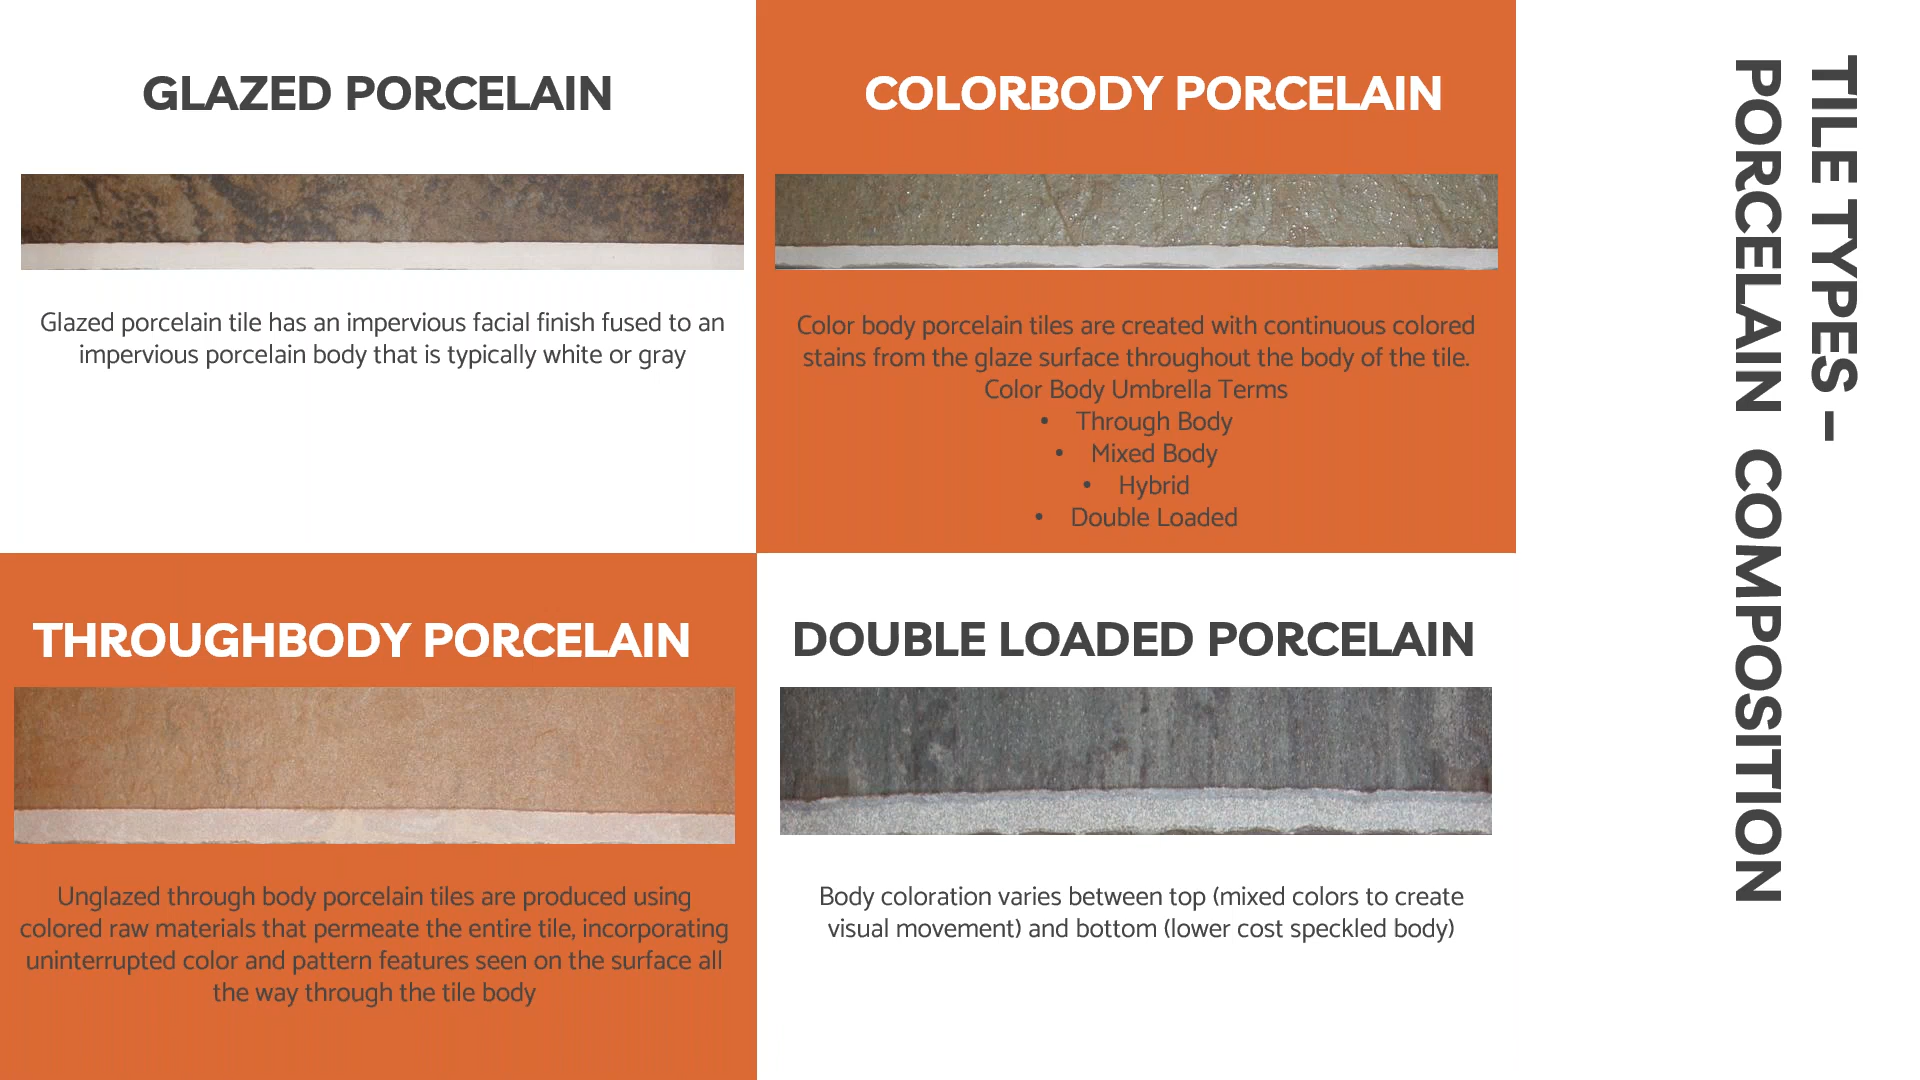 GLAZED PORCELAIN
Glazed porcelain tile has an impervious facial finish fused to an
impervious porcelain body that is typically white or gray
COLORBODY PORCELAIN
Color body porcelain tiles are created with continuous colored
stains from the glaze surface throughout the body of the tile.
Color Body Umbrella Terms
• Through Body
• Mixed Body
• Hybrid
• Double Loaded
THROUGHBODY PORCELAIN
Unglazed through body porcelain tiles are produced using
colored raw materials that permeate the entire tile, incorporating
uninterrupted color and pattern features seen on the surface all
the way through the tile body
DOUBLE LOADED PORCELAIN
Body coloration varies between top (mixed colors to create
visual movement) and bottom (lower cost speckled body)
TILE TYPES –
PORCELAIN COMPOSITION